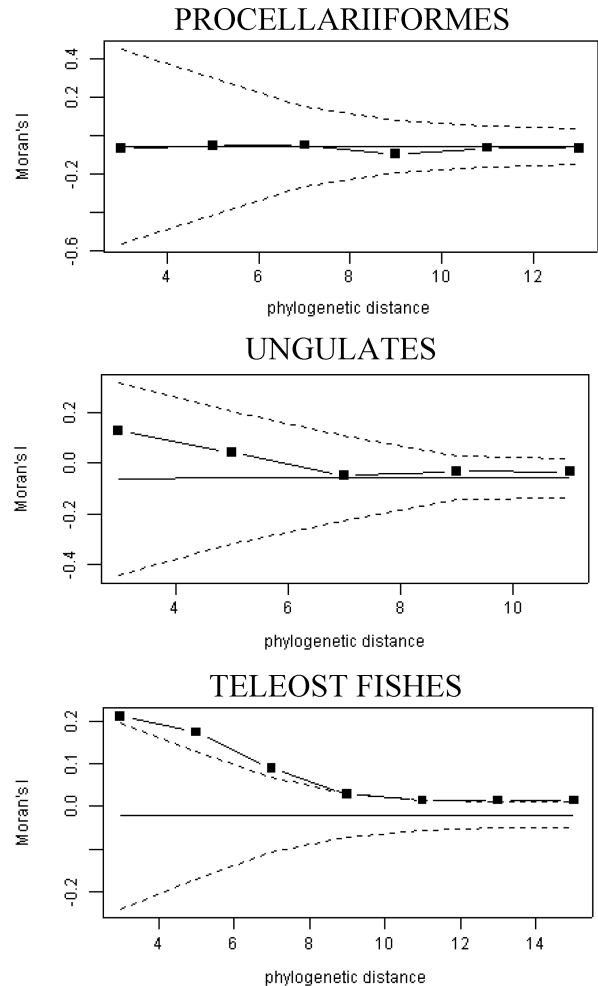 PROCELLARIIFORMES
0.4
0.2
-0.2
-0.6
Moran's I
4 6 8 10 12
phylogenetic distance
UNGULATES
0.2
0.0
-0.2
-0.4
Moran's I
4 6 8 10
phylogenetic distance
TELEOST FISHES
0.2
0.1
0.0
-0.2
Moran's I
4 6 8 10 12 14
phylogenetic distance